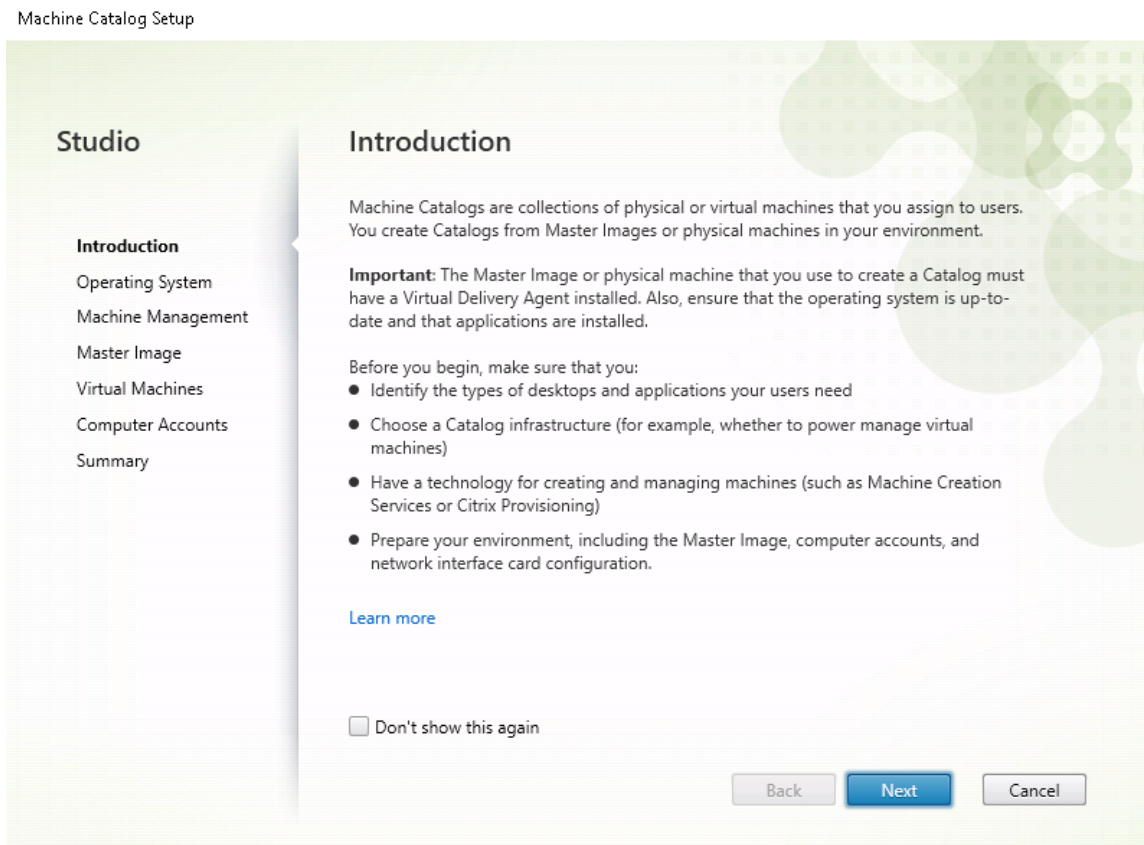 Machine Catalog Setup
Studio
Introduction
Operating System
Machine Management
Master Image
Virtual Machines
Computer Accounts
Summary
Introduction
Machine Catalogs are collections of physical or virtual machines that you assign to users.
You create Catalogs from Master Images or physical machines in your environment.
Important: The Master Image or physical machine that you use to create a Catalog must
have a Virtual Delivery Agent installed. Also, ensure that the operating system is up-to-
date and that applications are installed.
Before you begin, make sure that you:
● Identify the types of desktops and applications your users need
● Choose a Catalog infrastructure (for example, whether to power manage virtual
machines)
● Have a technology for creating and managing machines (such as Machine Creation
Services or Citrix Provisioning)
● Prepare your environment, including the Master Image, computer accounts, and
network interface card configuration.
Learn more
Don't show this again
Back Next Cancel